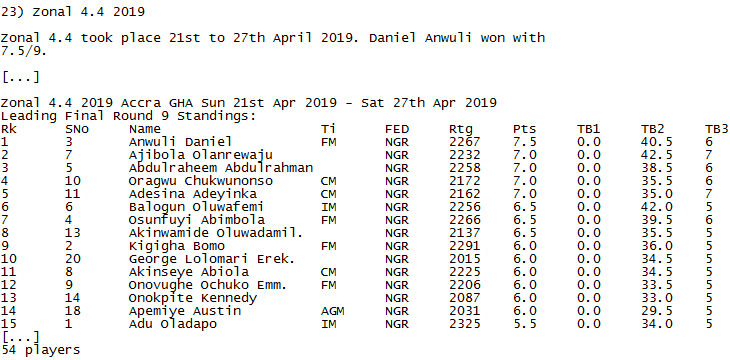 23) Zonal 4.4 2019
Zonal 4.4 took place 21st to 27th April 2019. Daniel Anwuli won with
7.5/9.
[...]
Zonal 4.4 2019 Accra GHA Sun 21st Apr 2019 - Sat 27th Apr 2019
Leading Final Round 9 Standings:
Rk SNo Name Ti FED Rtg Pts TB1 TB2 TB3
1 3 Anwuli Daniel FM NGR 2267 7.5 0.0 40.5 6
2 7 Ajibola Olanrewaju NGR 2232 7.0 0.0 42.5 7
3 5 Abdulraheem Abdulrahman NGR 2258 7.0 0.0 38.5 6
4 10 Oragwu Chukwunonso CM NGR 2172 7.0 0.0 35.5 6
5 11 Adesina Adeyinka CM NGR 2162 7.0 0.0 35.0 7
6 6 Balogun Oluwafemi IM NGR 2256 6.5 0.0 42.0 5
7 4 Osunfuyi Abimbola FM NGR 2266 6.5 0.0 39.5 6
8 13 Akinwamide Oluwadamil. NGR 2137 6.5 0.0 35.5 5
9 2 Kigigha Bomo FM NGR 2291 6.0 0.0 36.0 5
10 20 George Lolomari Erek. NGR 2015 6.0 0.0 34.5 5
11 8 Akinseye Abiola CM NGR 2225 6.0 0.0 34.5 5
12 9 Onovughe Ochuko Emm. FM NGR 2206 6.0 0.0 33.5 5
13 14 Onokpite Kennedy NGR 2087 6.0 0.0 33.0 5
14 18 Apemiye Austin AGM NGR 2031 6.0 0.0 29.5 5
15 1 Adu Oladapo IM NGR 2325 5.5 0.0 34.0 5
[...]
54 players